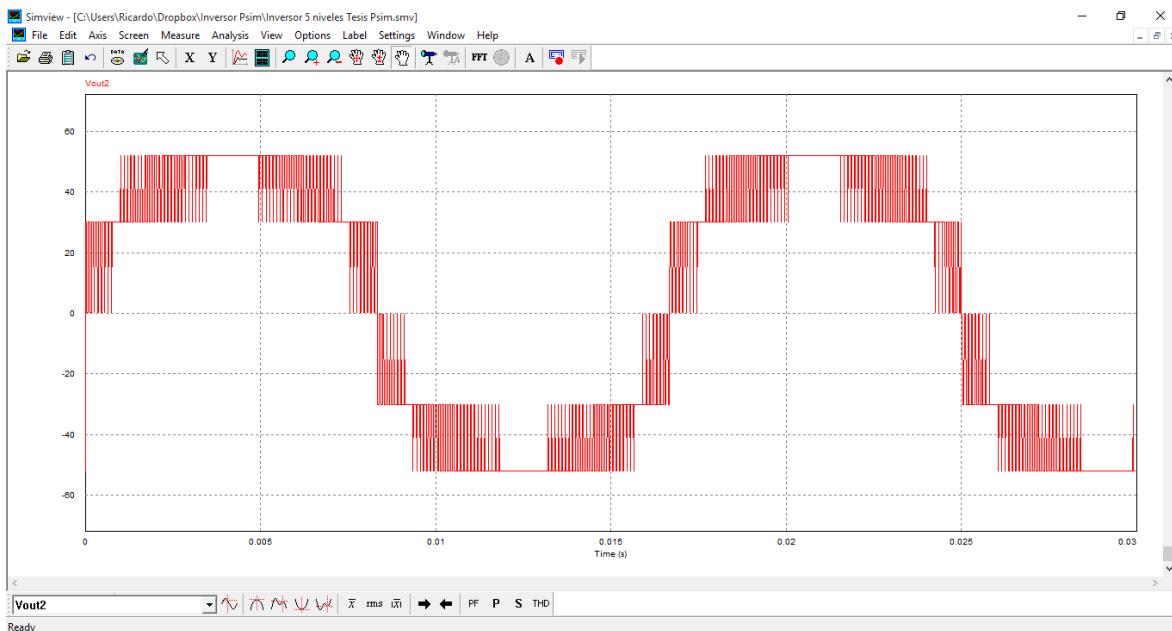 Simview - [C:\Users\Ricardo\Dropbox\Inversor Psim\Inversor 5 niveles Tesis Psim.smv]
File Edit Axis Screen Measure Analysis View Options Label Settings Window Help
DATA X Y FFT A
Vout2
60
40
20
0
-20
-40
-60
0 0.005 0.01 0.015 0.02 0.025 0.03
Time (s)
Vout2 x rms |x| PF P S THD
Ready